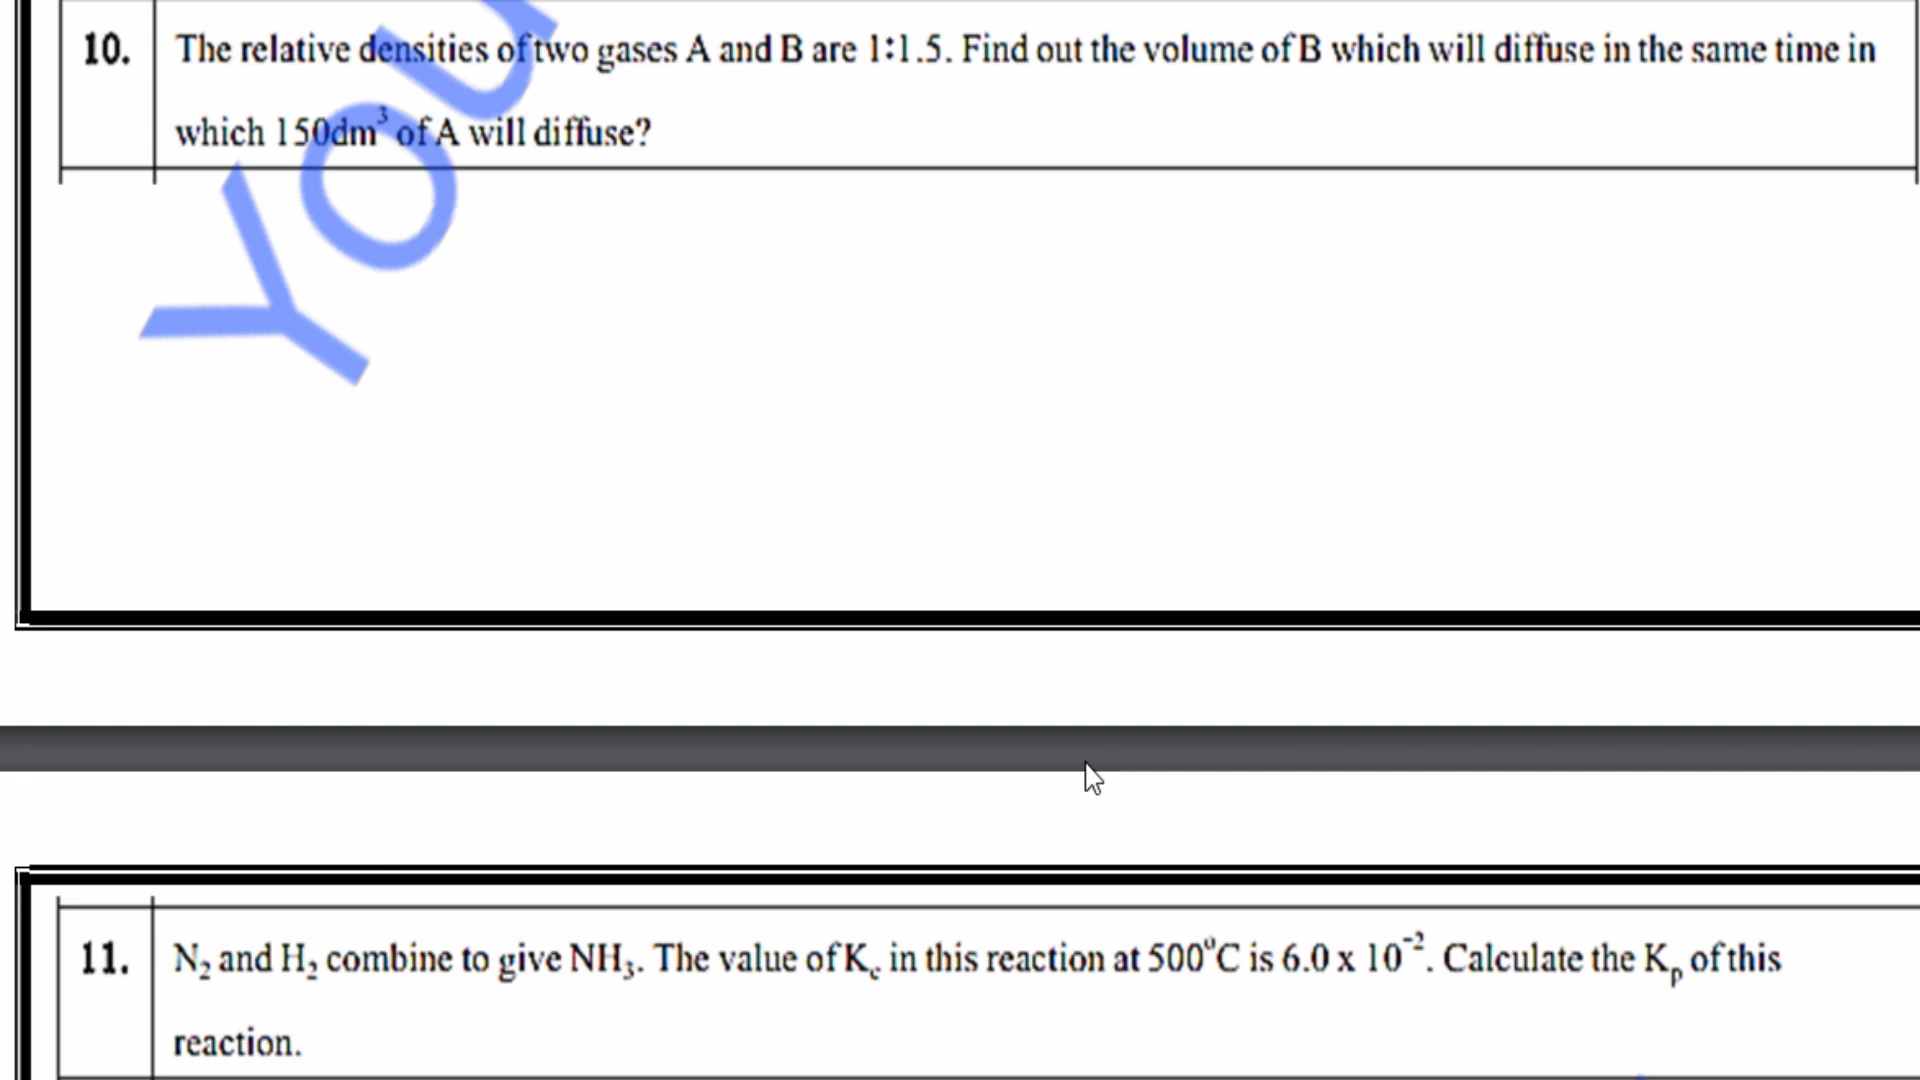 10. The relative densities of two gases A and B are 1:1.5. Find out the volume of B which will diffuse in the same time in
which 150dm³ of A will diffuse?
You
11. N₂ and H₂ combine to give NH₃. The value of K꜀ in this reaction at 500°C is 6.0 x 10⁻². Calculate the Kₚ of this
reaction.